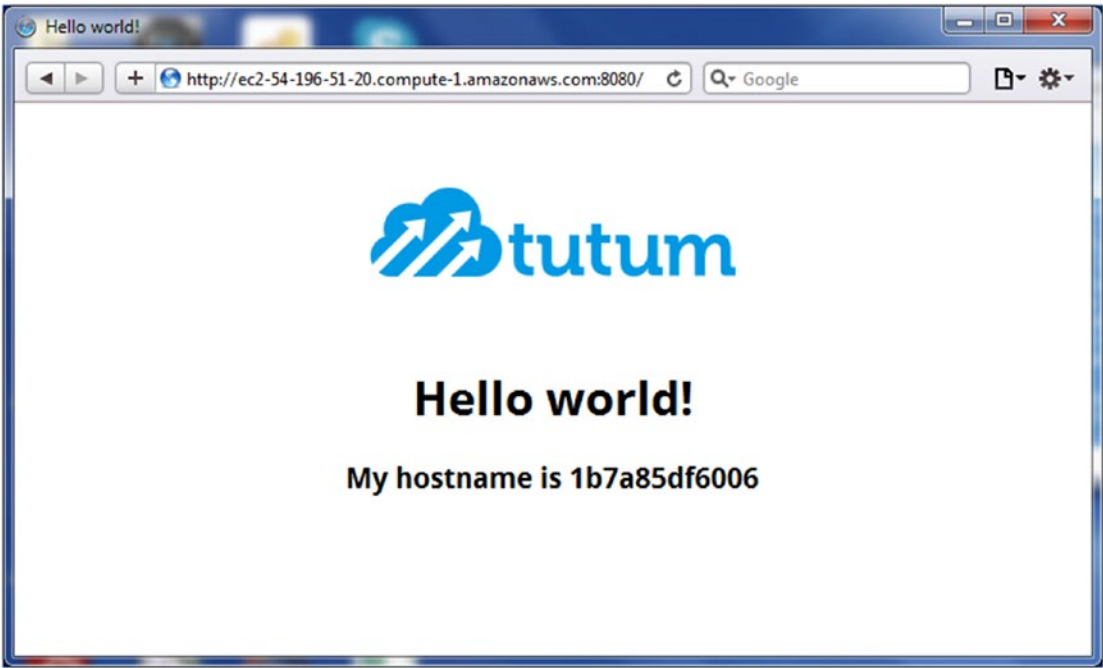 Hello world!
http://ec2-54-196-51-20.compute-1.amazonaws.com:8080/
Google
tutum
Hello world!
My hostname is 1b7a85df6006